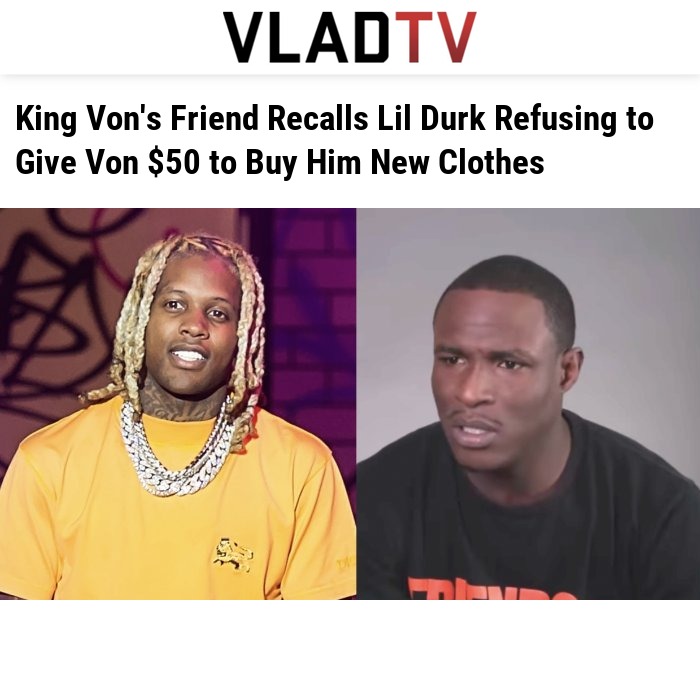 VLADTV
King Von's Friend Recalls Lil Durk Refusing to
Give Von $50 to Buy Him New Clothes